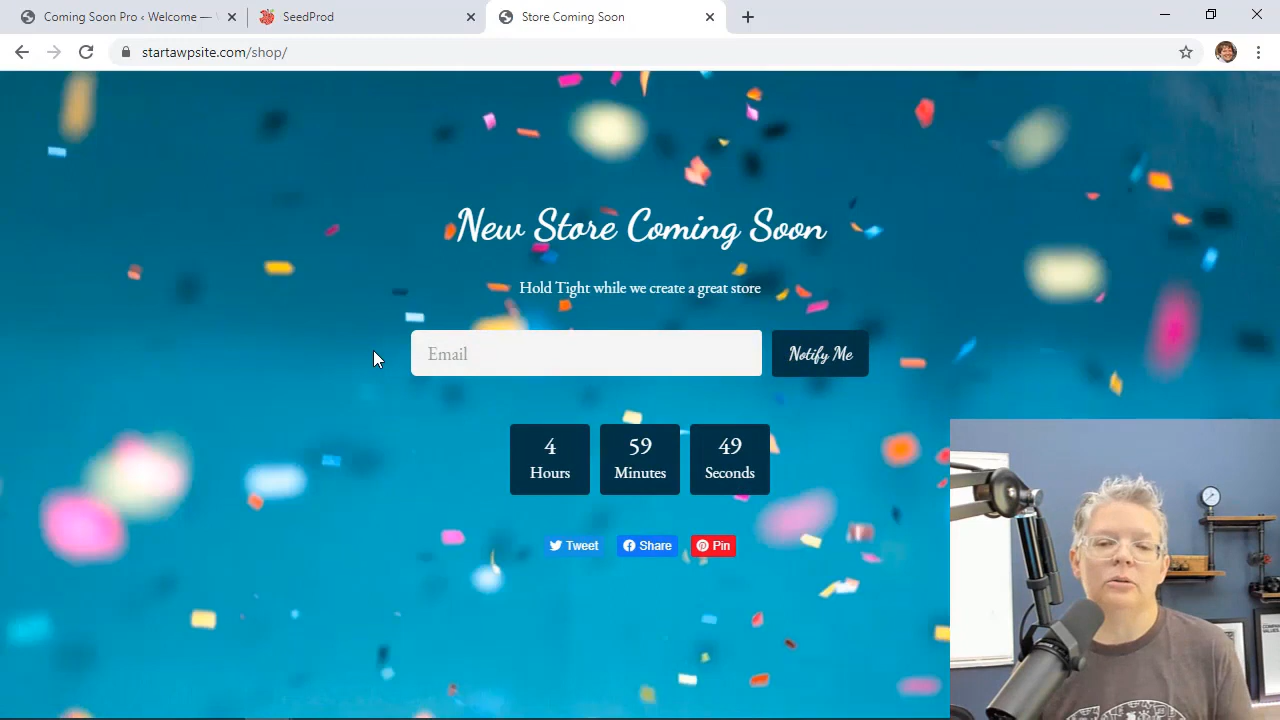 Coming Soon Pro ‹ Welcome —
SeedProd
Store Coming Soon
startawpsite.com/shop/
New Store Coming Soon
Hold Tight while we create a great store
Email
Notify Me
4
Hours
59
Minutes
49
Seconds
Tweet
Share
Pin